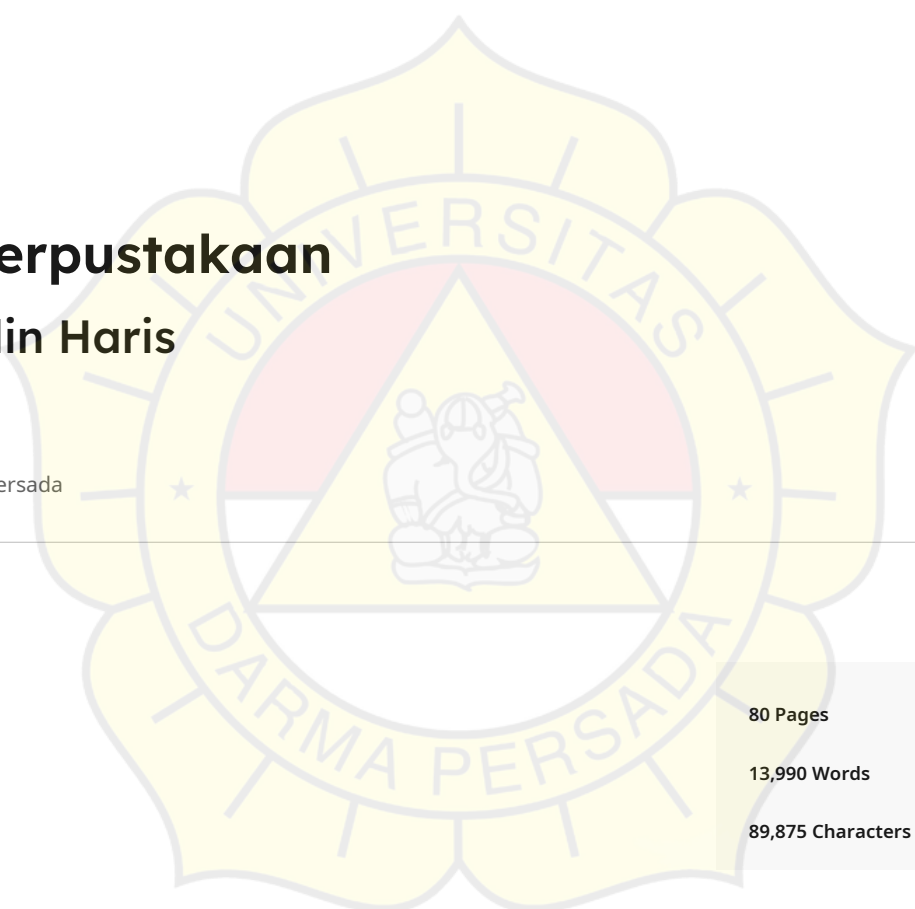 erpustakaan
lin Haris
ersada
UNIVERSITAS
DARMA PERSADA
80 Pages
13,990 Words
89,875 Characters